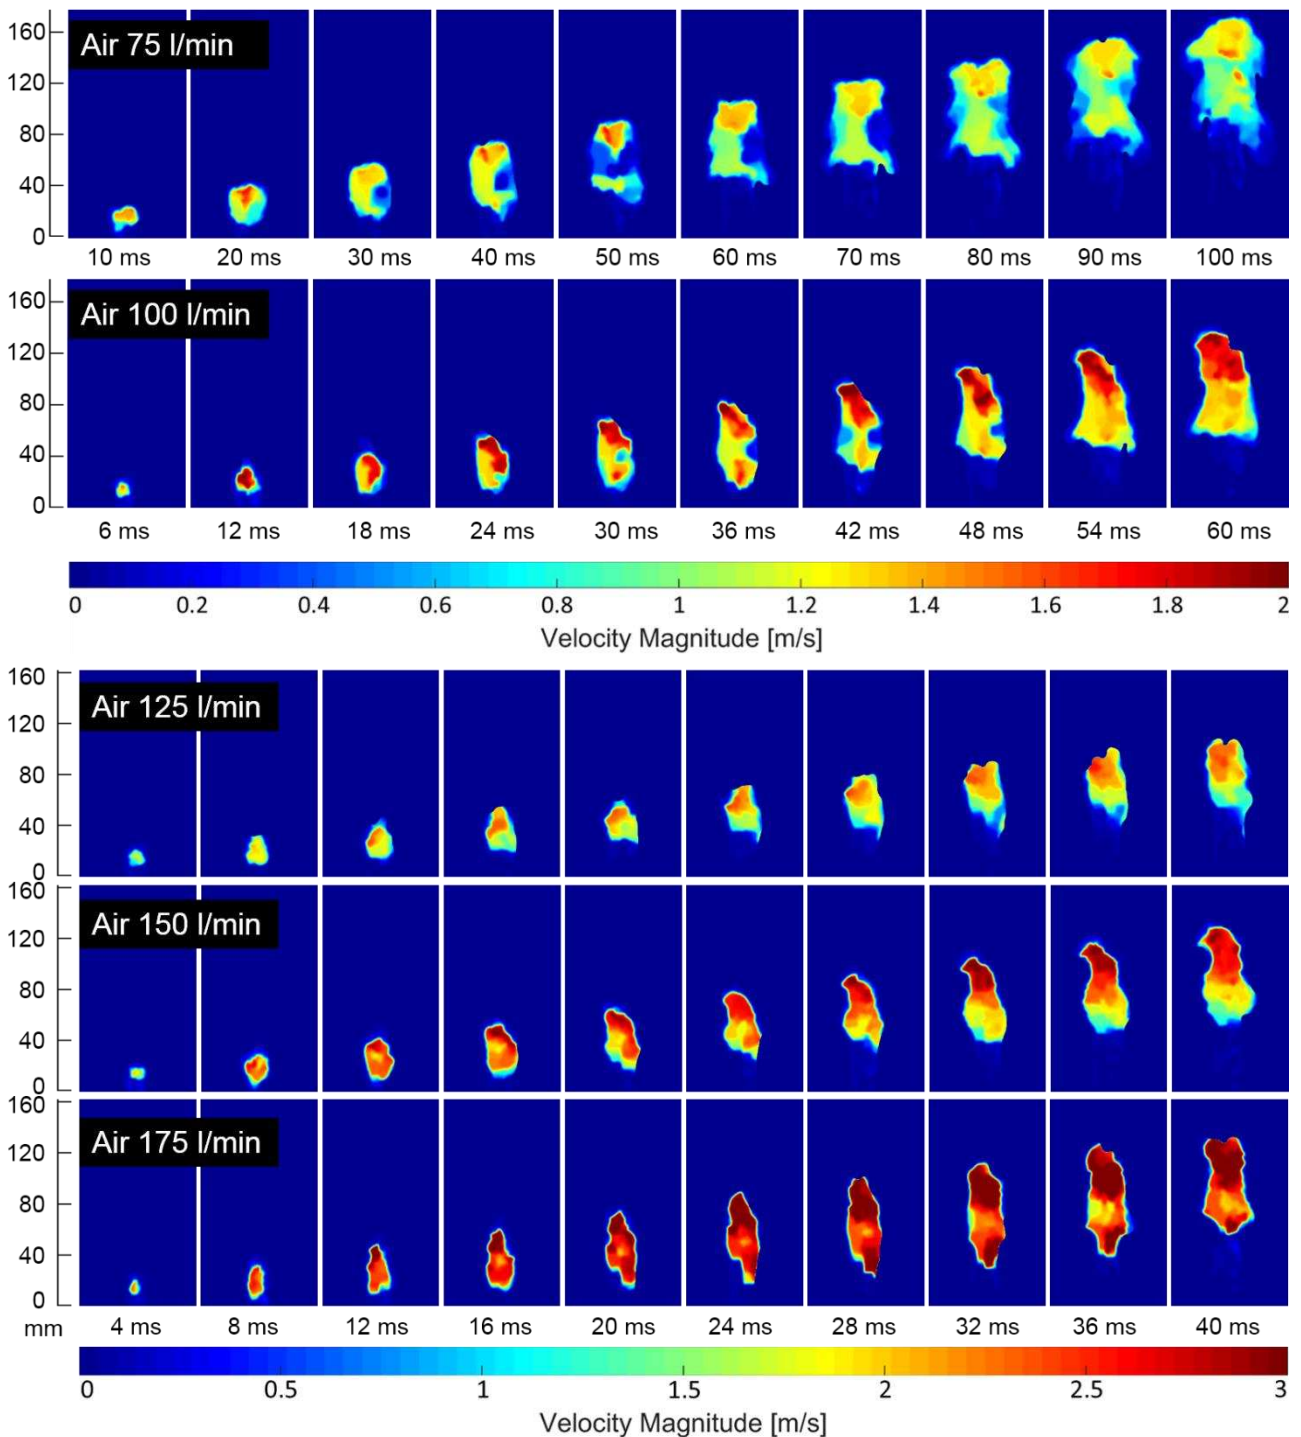 Air 75 l/min
160
120
80
40
0
10 ms 20 ms 30 ms 40 ms 50 ms 60 ms 70 ms 80 ms 90 ms 100 ms
Air 100 l/min
160
120
80
40
0
6 ms 12 ms 18 ms 24 ms 30 ms 36 ms 42 ms 48 ms 54 ms 60 ms
0 0.2 0.4 0.6 0.8 1 1.2 1.4 1.6 1.8 2
Velocity Magnitude [m/s]
Air 125 l/min
160
120
80
40
0
Air 150 l/min
160
120
80
40
0
Air 175 l/min
160
120
80
40
0
mm 4 ms 8 ms 12 ms 16 ms 20 ms 24 ms 28 ms 32 ms 36 ms 40 ms
0 0.5 1 1.5 2 2.5 3
Velocity Magnitude [m/s]